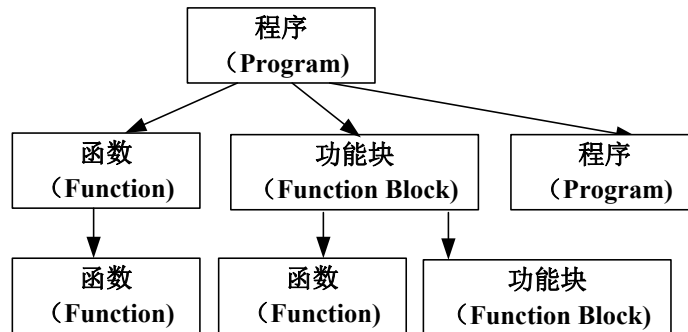 程序
（Program)
函数
（Function)
功能块
（Function Block)
程序
（Program)
函数
（Function)
函数
（Function)
功能块
（Function Block)